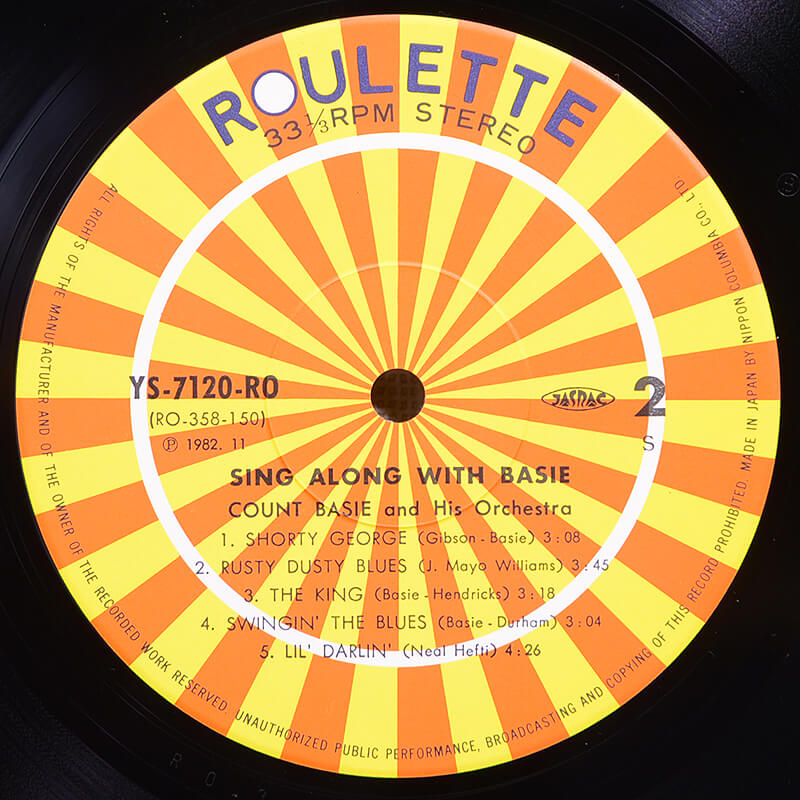 ROULETTE
33 1/3 RPM STEREO
YS-7120-RO
(RO-358-150)
Ⓟ 1982. 11
JASRAC
2
S
SING ALONG WITH BASIE
COUNT BASIE and His Orchestra
1. SHORTY GEORGE (Gibson - Basie) 3:08
2. RUSTY DUSTY BLUES (J. Mayo Williams) 3:45
3. THE KING (Basie - Hendricks) 3:18
4. SWINGIN' THE BLUES (Basie - Durham) 3:04
5. LIL' DARLIN' (Neal Hefti) 4:26
ALL RIGHTS OF THE MANUFACTURER AND OF THE OWNER OF THE RECORDED WORK RESERVED. UNAUTHORIZED PUBLIC PERFORMANCE, BROADCASTING AND COPYING OF THIS RECORD PROHIBITED. MADE IN JAPAN BY NIPPON COLUMBIA CO., LTD.